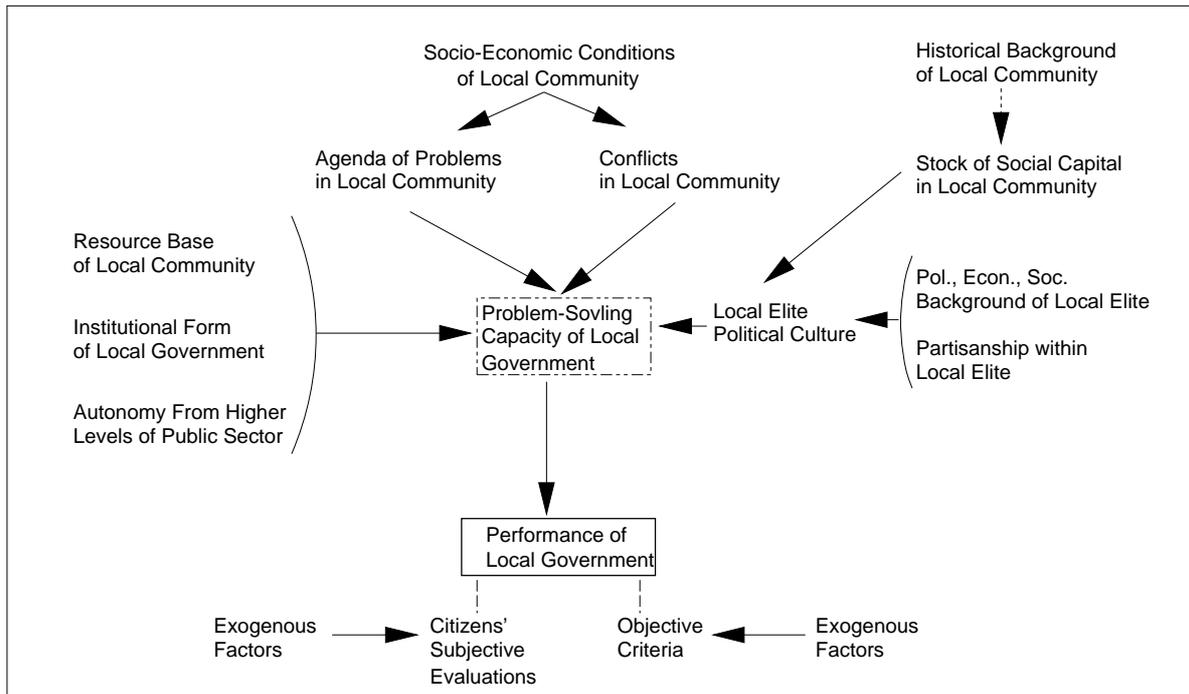 Socio-Economic Conditions
of Local Community
Historical Background
of Local Community
Agenda of Problems
in Local Community
Conflicts
in Local Community
Stock of Social Capital
in Local Community
Resource Base
of Local Community
Institutional Form
of Local Government
Autonomy From Higher
Levels of Public Sector
Problem-Sovling
Capacity of Local
Government
Local Elite
Political Culture
Pol., Econ., Soc.
Background of Local Elite
Partisanship within
Local Elite
Performance of
Local Government
Exogenous
Factors
Citizens’
Subjective
Evaluations
Objective
Criteria
Exogenous
Factors